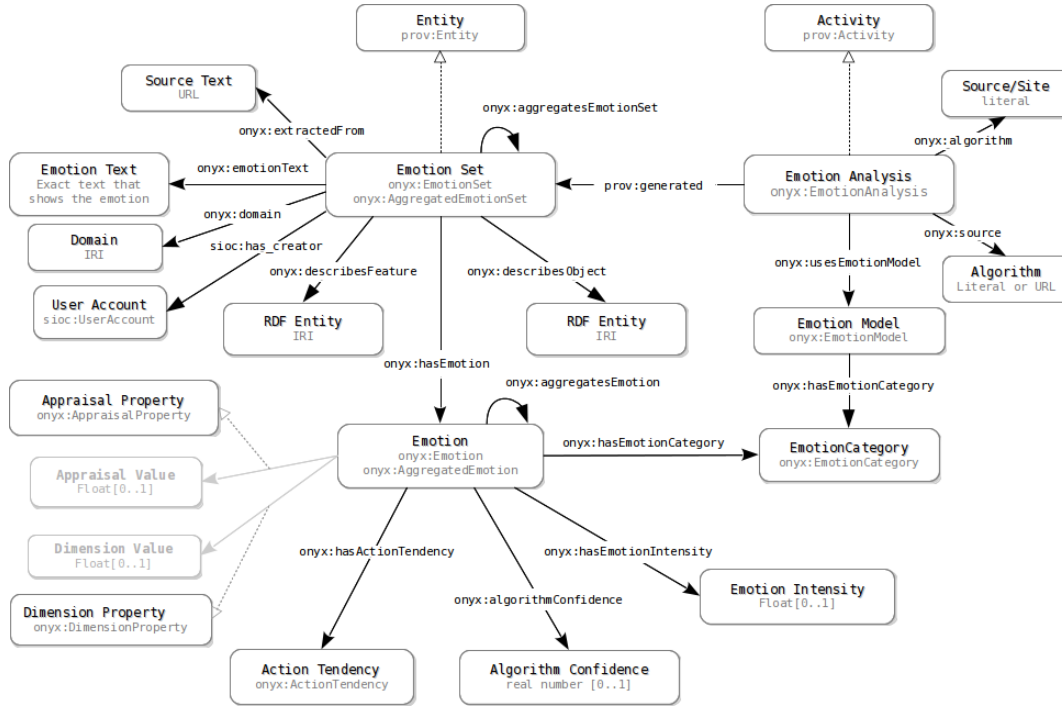 Entity
prov:Entity
Activity
prov:Activity
Source Text
URL
Source/Site
literal
onyx:aggregatesEmotionSet
onyx:extractedFrom
onyx:algorithm
Emotion Text
Exact text that
shows the emotion
onyx:emotionText
Emotion Set
onyx:EmotionSet
onyx:AggregatedEmotionSet
prov:generated
Emotion Analysis
onyx:EmotionAnalysis
onyx:domain
Domain
IRI
sioc:has_creator
onyx:source
onyx:describesFeature
onyx:describesObject
onyx:usesEmotionModel
Algorithm
Literal or URL
User Account
sioc:UserAccount
RDF Entity
IRI
RDF Entity
IRI
Emotion Model
onyx:EmotionModel
onyx:hasEmotion
onyx:aggregatesEmotion
onyx:hasEmotionCategory
Appraisal Property
onyx:AppraisalProperty
Emotion
onyx:Emotion
onyx:AggregatedEmotion
onyx:hasEmotionCategory
EmotionCategory
onyx:EmotionCategory
Appraisal Value
Float[0..1]
Dimension Value
Float[0..1]
onyx:hasActionTendency
onyx:hasEmotionIntensity
Emotion Intensity
Float[0..1]
onyx:algorithmConfidence
Dimension Property
onyx:DimensionProperty
Action Tendency
onyx:ActionTendency
Algorithm Confidence
real number [0..1]